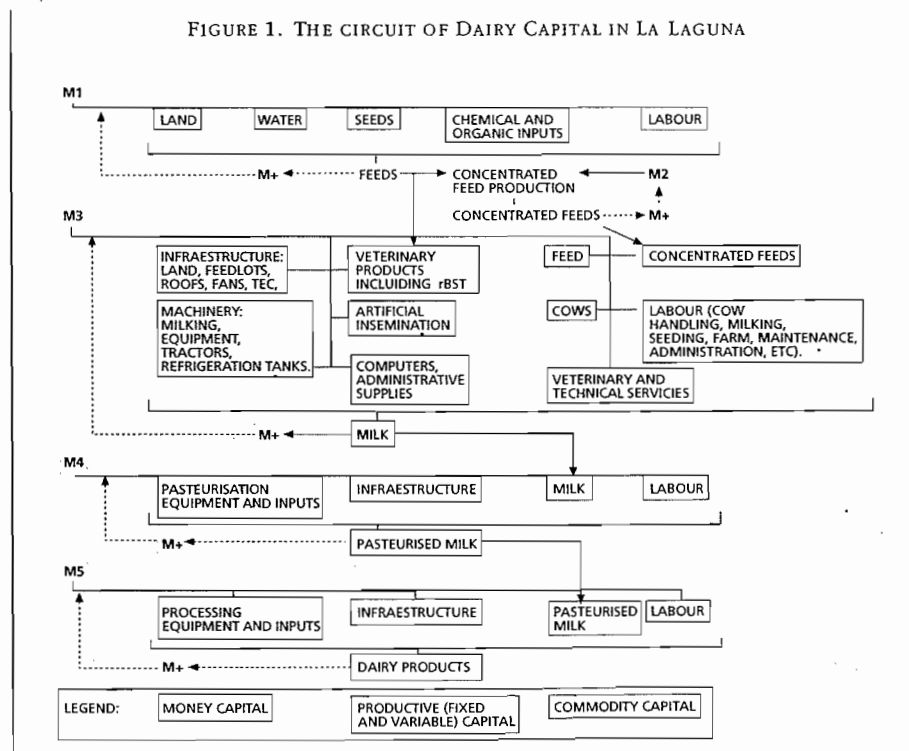 FIGURE 1. THE CIRCUIT OF DAIRY CAPITAL IN LA LAGUNA
M1
LAND
WATER
SEEDS
CHEMICAL AND
ORGANIC INPUTS
LABOUR
M+
FEEDS
CONCENTRATED
FEED PRODUCTION
M2
CONCENTRATED FEEDS
M+
M3
INFRASTRUCTURE:
LAND, FEEDLOTS,
ROOFS, FANS, TEC,
VETERINARY
PRODUCTS
INCLUIDING rBST
FEED
CONCENTRATED FEEDS
MACHINERY:
MILKING,
EQUIPMENT,
TRACTORS,
REFRIGERATION TANKS.
ARTIFICIAL
INSEMINATION
COWS
LABOUR (COW
HANDLING, MILKING,
SEEDING, FARM, MAINTENANCE,
ADMINISTRATION, ETC).
COMPUTERS,
ADMINISTRATIVE
SUPPLIES
VETERINARY AND
TECHNICAL SERVICIES
M+
MILK
M4
PASTEURISATION
EQUIPMENT AND INPUTS
INFRAESTRUCTURE
MILK
LABOUR
M+
PASTEURISED MILK
M5
PROCESSING
EQUIPMENT AND INPUTS
INFRAESTRUCTURE
PASTEURISED
MILK
LABOUR
M+
DAIRY PRODUCTS
LEGEND:
MONEY CAPITAL
PRODUCTIVE (FIXED
AND VARIABLE) CAPITAL
COMMODITY CAPITAL